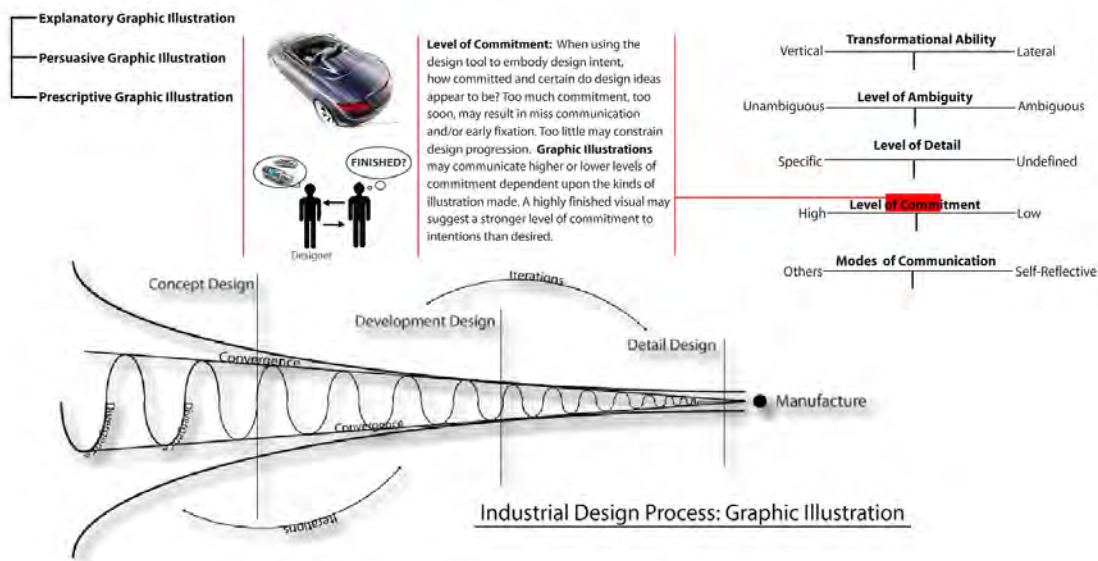 Explanatory Graphic Illustration
Persuasive Graphic Illustration
Prescriptive Graphic Illustration
FINISHED?
Designer
Level of Commitment: When using the
design tool to embody design intent,
how committed and certain do design ideas
appear to be? Too much commitment, too
soon, may result in miss communication
and/or early fixation. Too little may constrain
design progression. Graphic Illustrations
may communicate higher or lower levels of
commitment dependent upon the kinds of
illustration made. A highly finished visual may
suggest a stronger level of commitment to
intentions than desired.
Transformational Ability
Vertical Lateral
Level of Ambiguity
Unambiguous Ambiguous
Level of Detail
Specific Undefined
Level of Commitment
High Low
Modes of Communication
Others Self-Reflective
Concept Design
Iterations
Development Design
Detail Design
Convergence
Divergence
Divergence
Convergence
Manufacture
Iterations
Industrial Design Process: Graphic Illustration